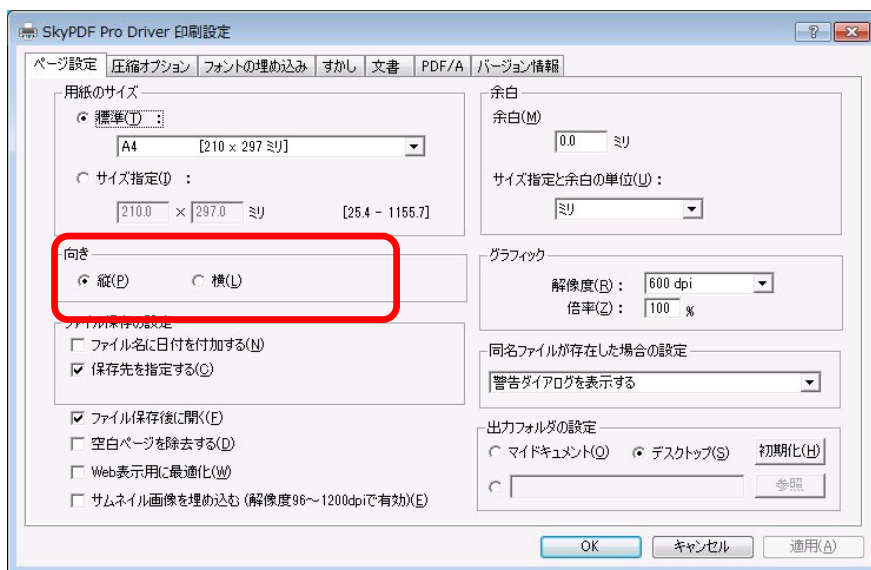 SkyPDF Pro Driver 印刷設定
ページ設定 圧縮オプション フォントの埋め込み すかし 文書 PDF/A バージョン情報
用紙のサイズ
標準(T) :
A4 [210 x 297 ミリ]
サイズ指定(I) :
210.0 × 297.0 ミリ [25.4 - 1155.7]
向き
縦(P) 横(L)
ファイル保存の設定
ファイル名に日付を付加する(N)
保存先を指定する(C)
ファイル保存後に開く(F)
空白ページを除去する(D)
Web表示用に最適化(W)
サムネイル画像を埋め込む(解像度96～1200dpiで有効)(E)
余白
余白(M)
0.0 ミリ
サイズ指定と余白の単位(U) :
ミリ
グラフィック
解像度(R) : 600 dpi
倍率(Z) : 100 %
同名ファイルが存在した場合の設定
警告ダイアログを表示する
出力フォルダの設定
マイドキュメント(O) デスクトップ(S) 初期化(H)
参照
OK キャンセル 適用(A)